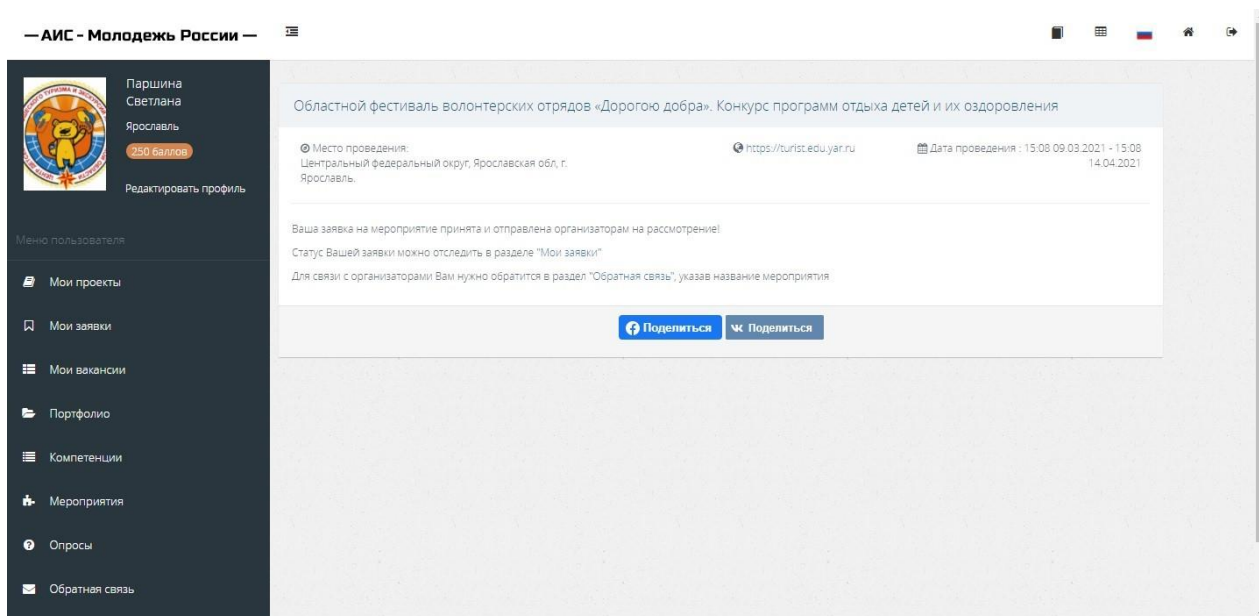 — АИС - Молодежь России —
Паршина
Светлана
Ярославль
250 баллов
Редактировать профиль
Меню пользователя
Мои проекты
Мои заявки
Мои вакансии
Портфолио
Компетенции
Мероприятия
Опросы
Обратная связь
Областной фестиваль волонтерских отрядов «Дорогою добра». Конкурс программ отдыха детей и их оздоровления
Место проведения:
Центральный федеральный округ, Ярославская обл, г.
Ярославль.
https://turist.edu.yar.ru
Дата проведения : 15:08 09.03.2021 - 15:08
14.04.2021
Ваша заявка на мероприятие принята и отправлена организаторам на рассмотрение!
Статус Вашей заявки можно отследить в разделе "Мои заявки"
Для связи с организаторами Вам нужно обратится в раздел "Обратная связь", указав название мероприятия
Поделиться
Поделиться